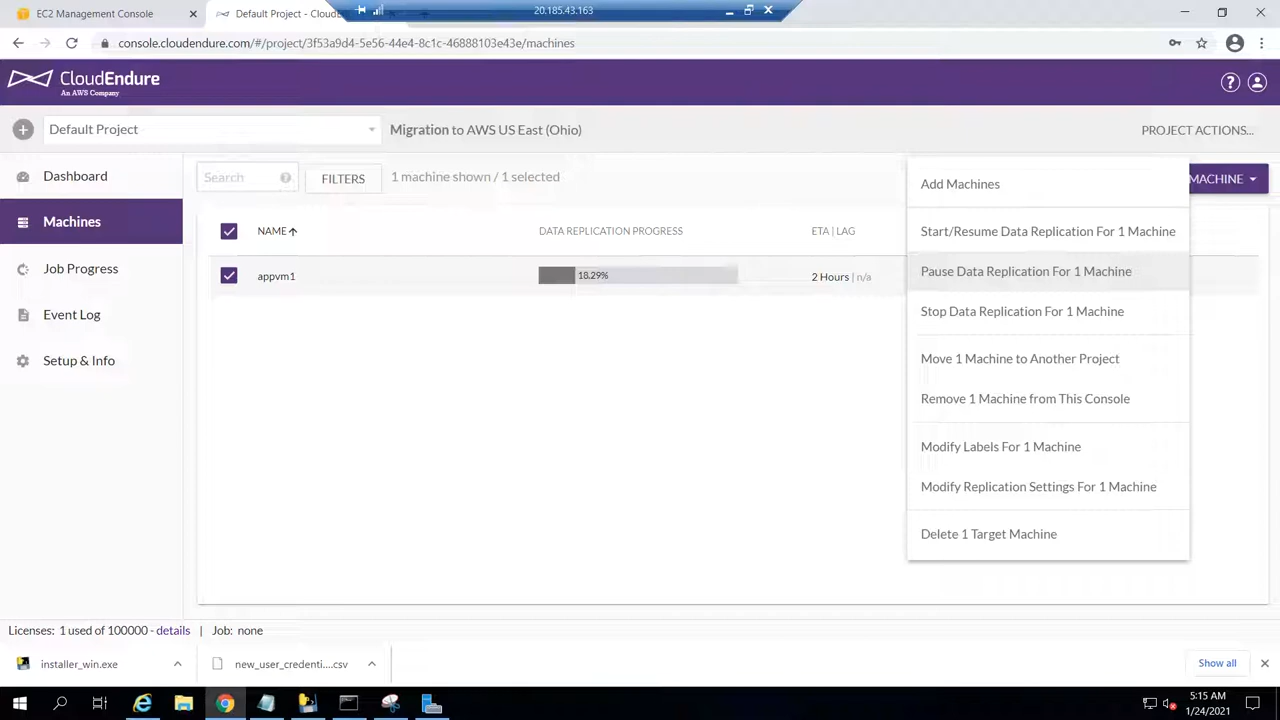 EC2 Management Console
Default Project - CloudEndu
20.185.43.163
console.cloudendure.com/#/project/3f53a9d4-5e56-44e4-8c1c-46888103e43e/machines
CloudEndure
An AWS Company
Default Project
Migration to AWS US East (Ohio)
PROJECT ACTIONS...
Dashboard
Machines
Job Progress
Event Log
Setup & Info
Search
FILTERS
1 machine shown / 1 selected
MACHINE
NAME
DATA REPLICATION PROGRESS
ETA | LAG
appvm1
18.29%
2 Hours | n/a
Add Machines
Start/Resume Data Replication For 1 Machine
Pause Data Replication For 1 Machine
Stop Data Replication For 1 Machine
Move 1 Machine to Another Project
Remove 1 Machine from This Console
Modify Labels For 1 Machine
Modify Replication Settings For 1 Machine
Delete 1 Target Machine
Licenses: 1 used of 100000 - details | Job: none
installer_win.exe
new_user_credenti....csv
Show all
5:15 AM
1/24/2021